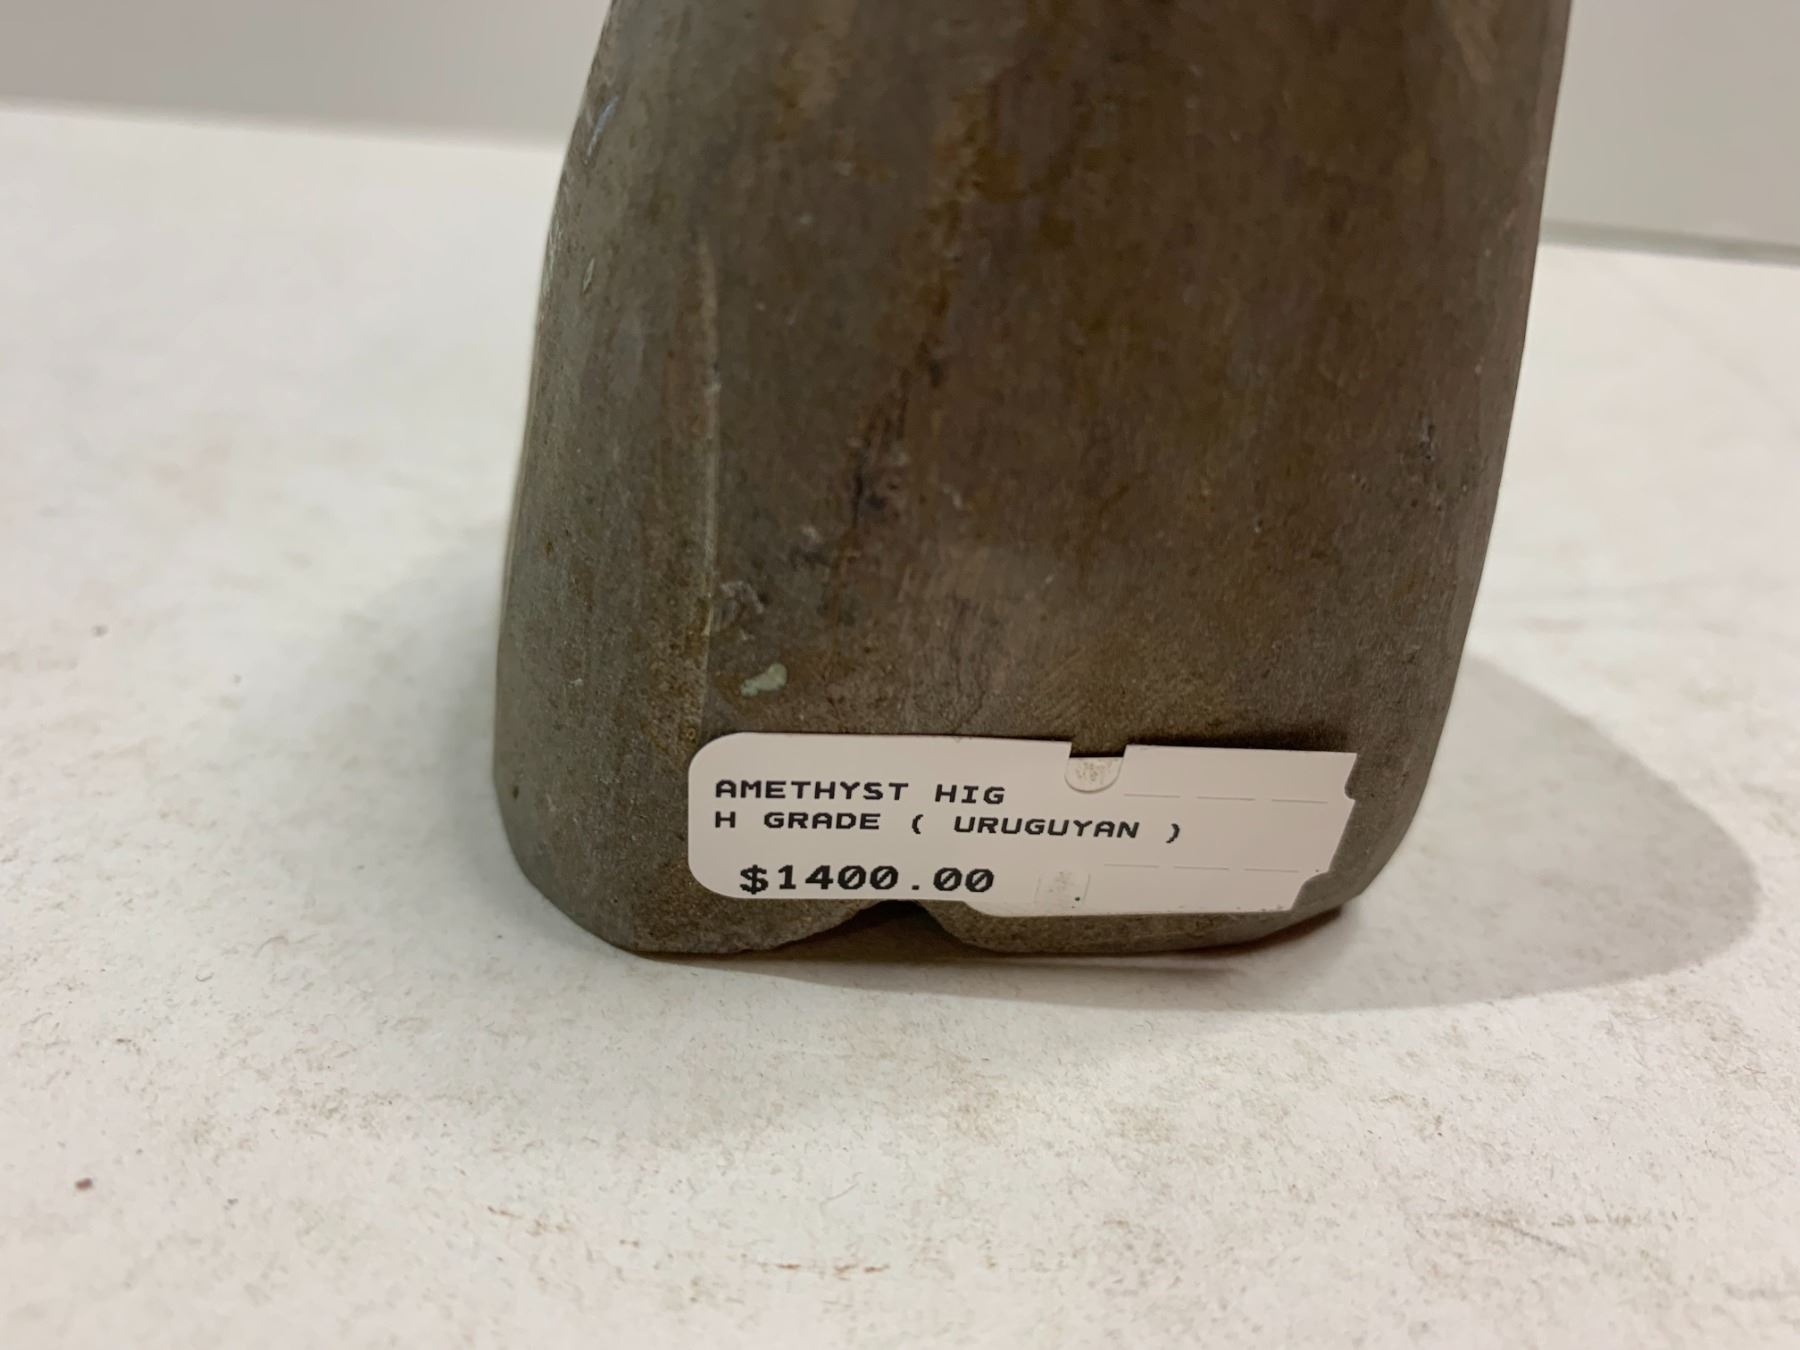 AMETHYST HIG
H GRADE ( URUGUYAN )
$1400.00